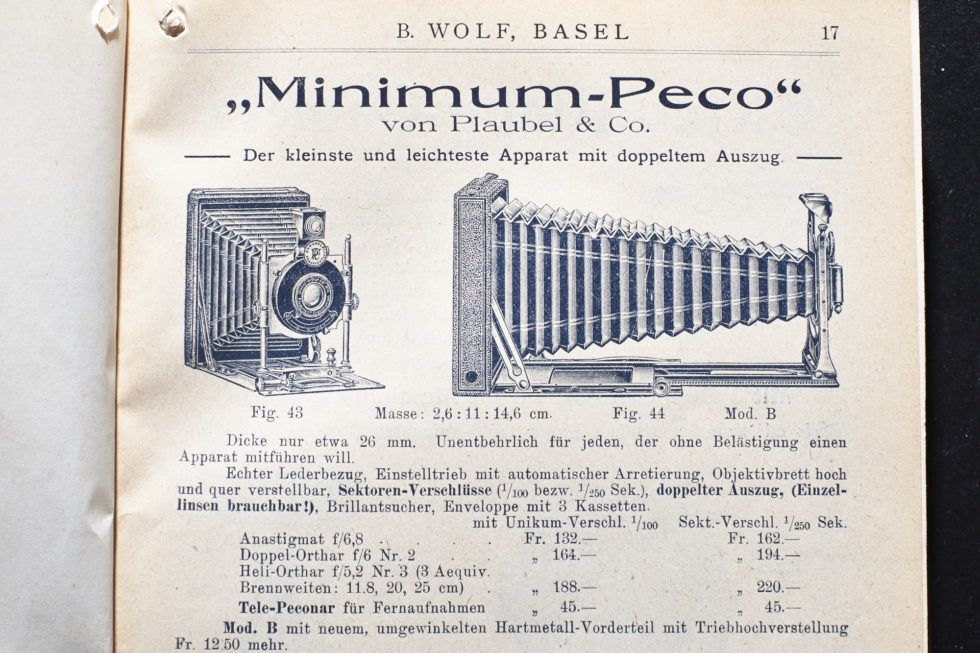 B. WOLF, BASEL 17
„Minimum-Peco“
von Plaubel & Co.
Der kleinste und leichteste Apparat mit doppeltem Auszug.
Fig. 43 Masse: 2,6 : 11 : 14,6 cm. Fig. 44 Mod. B
Dicke nur etwa 26 mm. Unentbehrlich für jeden, der ohne Belästigung einen
Apparat mitführen will.
Echter Lederbezug, Einstelltrieb mit automatischer Arretierung, Objektivbrett hoch
und quer verstellbar, Sektoren-Verschlüsse (1/100 bezw. 1/250 Sek.), doppelter Auszug, (Einzel-
linsen brauchbar!), Brillantsucher, Enveloppe mit 3 Kassetten.
mit Unikum-Verschl. 1/100 Sekt.-Verschl. 1/250 Sek.
Anastigmat f/6,8 . . . . Fr. 132.— Fr. 162.—
Doppel-Orthar f/6 Nr. 2 . . „ 164.— „ 194.—
Heli-Orthar f/5,2 Nr. 3 (3 Aequiv.
Brennweiten: 11.8, 20, 25 cm) . „ 188.— „ 220.—
Tele-Peconar für Fernaufnahmen „ 45.— „ 45.—
Mod. B mit neuem, umgewinkelten Hartmetall-Vorderteil mit Triebhochverstellung
Fr. 12.50 mehr.